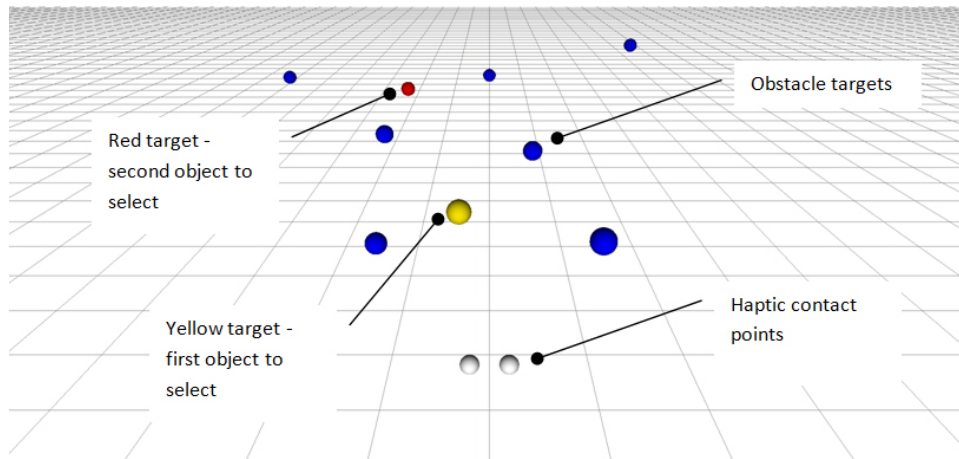 Obstacle targets
Red target -
second object to
select
Yellow target -
first object to
select
Haptic contact
points